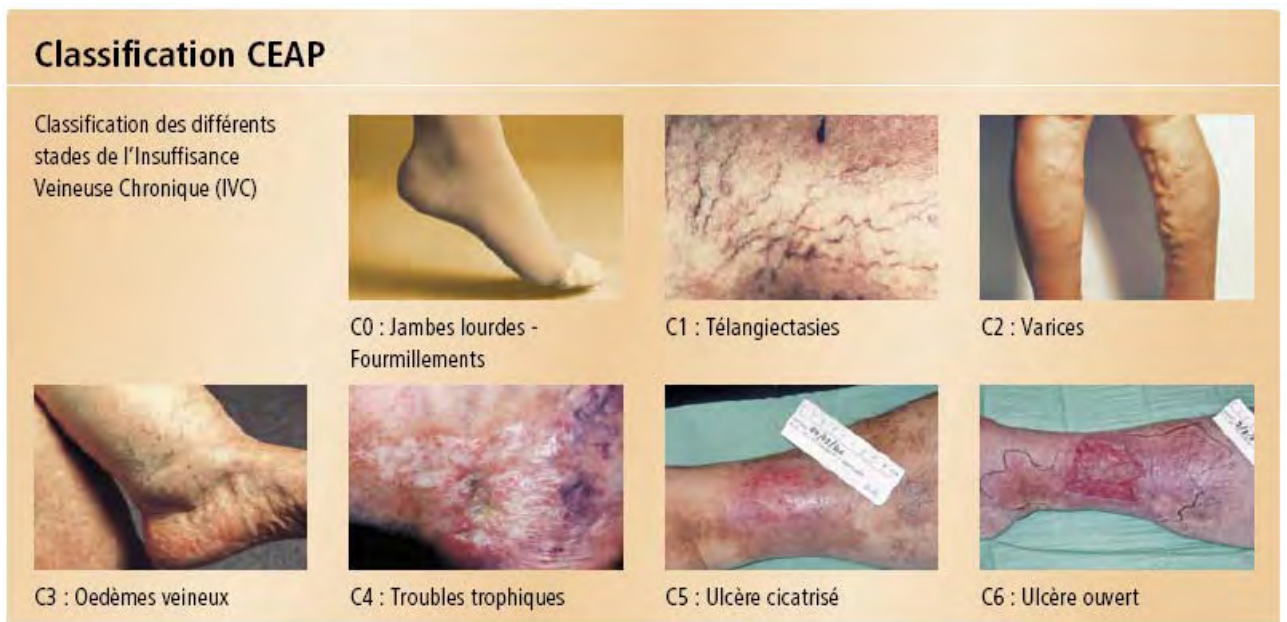 Classification CEAP
Classification des différents
stades de l'Insuffisance
Veineuse Chronique (IVC)
C0 : Jambes lourdes -
Fourmillements
C1 : Télangiectasies
C2 : Varices
C3 : Oedèmes veineux
C4 : Troubles trophiques
C5 : Ulcère cicatrisé
C6 : Ulcère ouvert